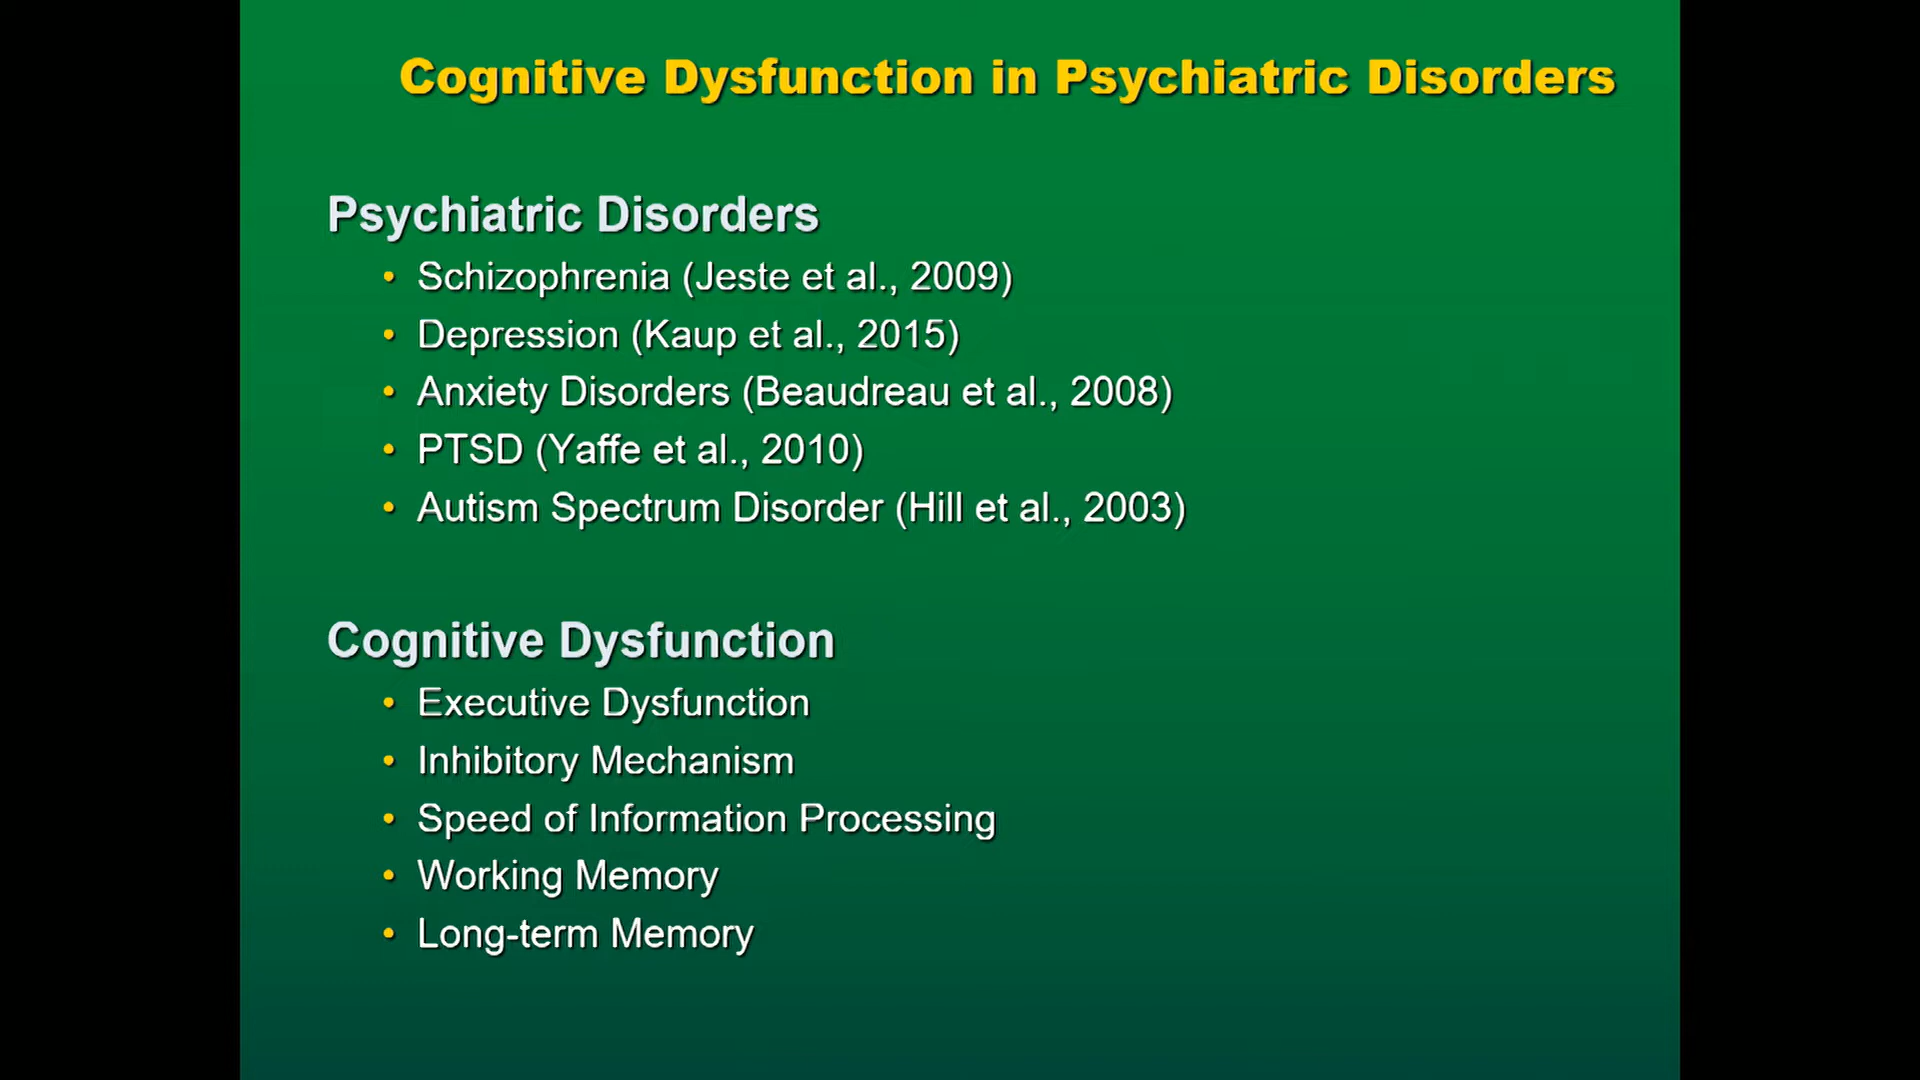 Cognitive Dysfunction in Psychiatric Disorders
Psychiatric Disorders
• Schizophrenia (Jeste et al., 2009)
• Depression (Kaup et al., 2015)
• Anxiety Disorders (Beaudreau et al., 2008)
• PTSD (Yaffe et al., 2010)
• Autism Spectrum Disorder (Hill et al., 2003)
Cognitive Dysfunction
• Executive Dysfunction
• Inhibitory Mechanism
• Speed of Information Processing
• Working Memory
• Long-term Memory